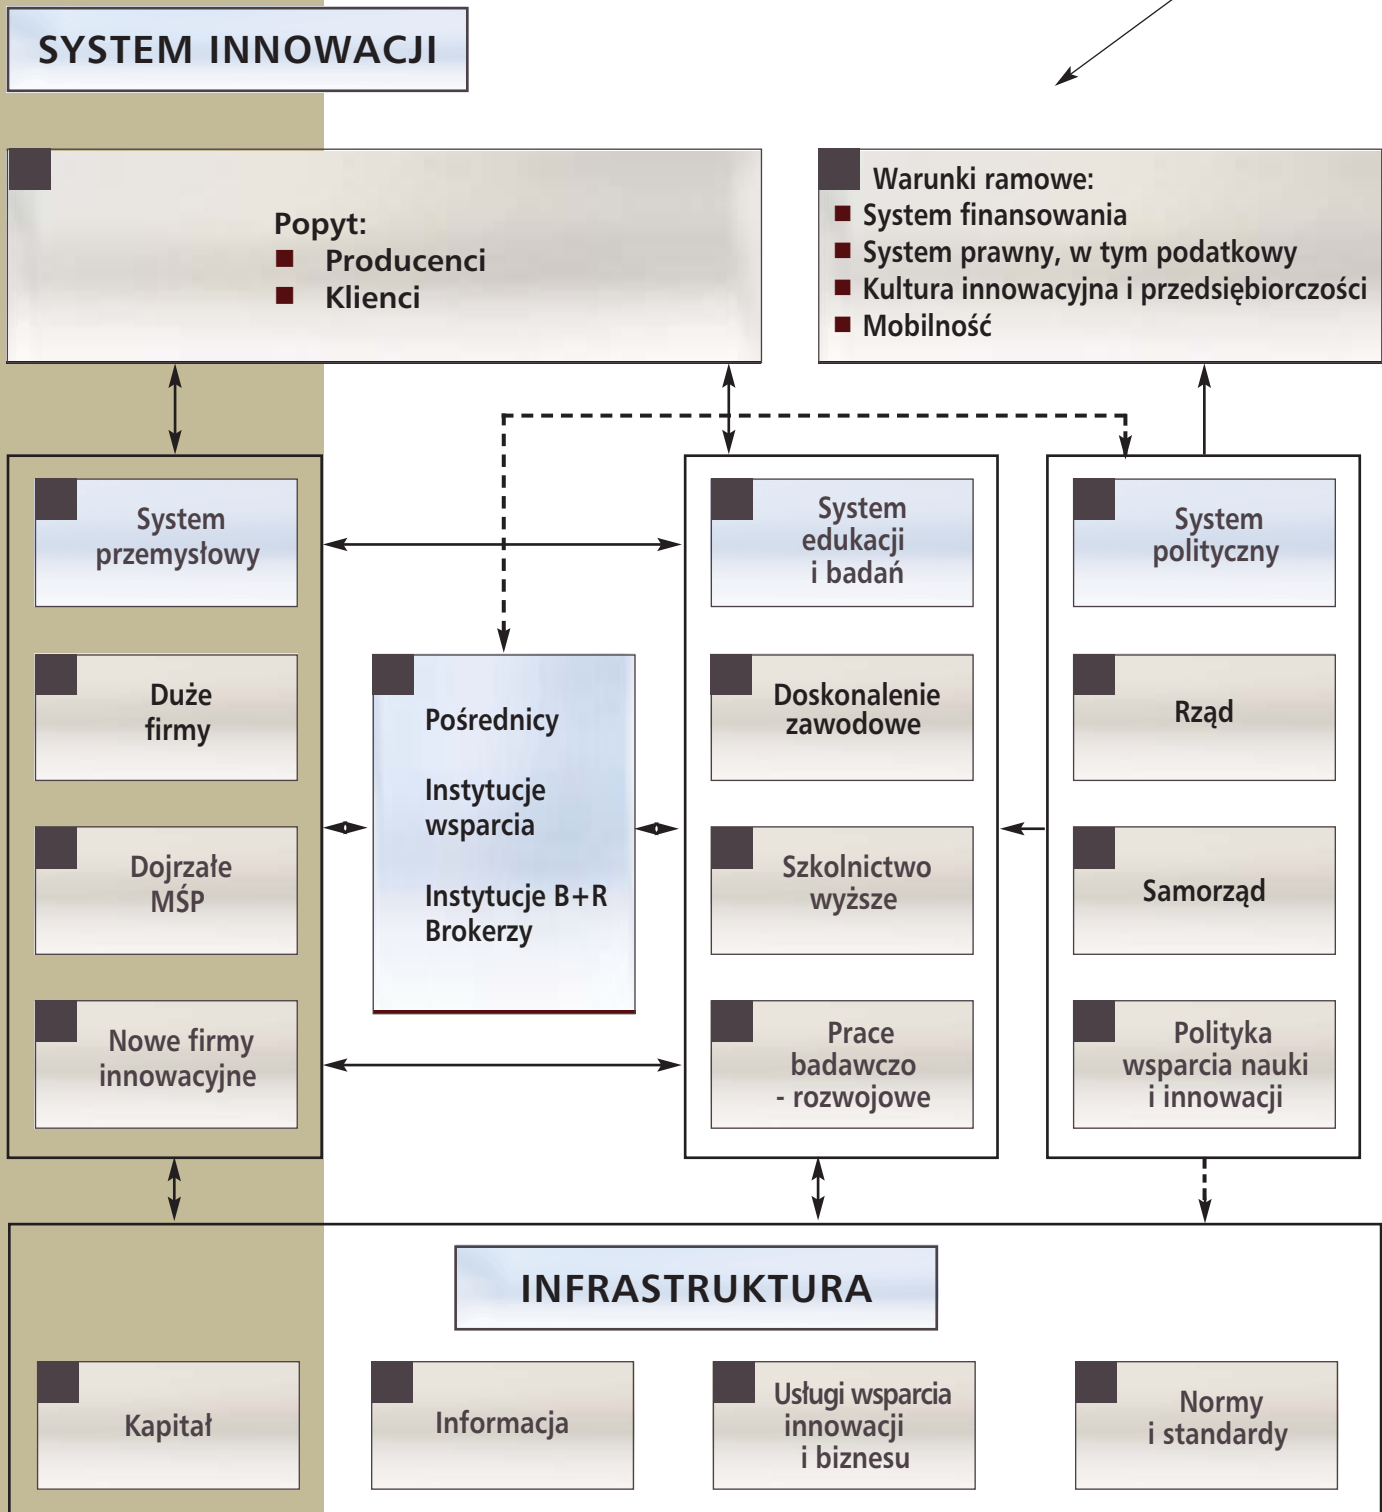 SYSTEM INNOWACJI
Popyt:
Producenci
Klienci
Warunki ramowe:
System finansowania
System prawny, w tym podatkowy
Kultura innowacyjna i przedsiębiorczości
Mobilność
System
przemysłowy
Duże
firmy
Dojrzałe
MŚP
Nowe firmy
innowacyjne
Pośrednicy
Instytucje
wsparcia
Instytucje B+R
Brokerzy
System
edukacji
i badań
Doskonalenie
zawodowe
Szkolnictwo
wyższe
Prace
badawczo
- rozwojowe
System
polityczny
Rząd
Samorząd
Polityka
wsparcia nauki
i innowacji
INFRASTRUKTURA
Kapitał
Informacja
Usługi wsparcia
innowacji
i biznesu
Normy
i standardy